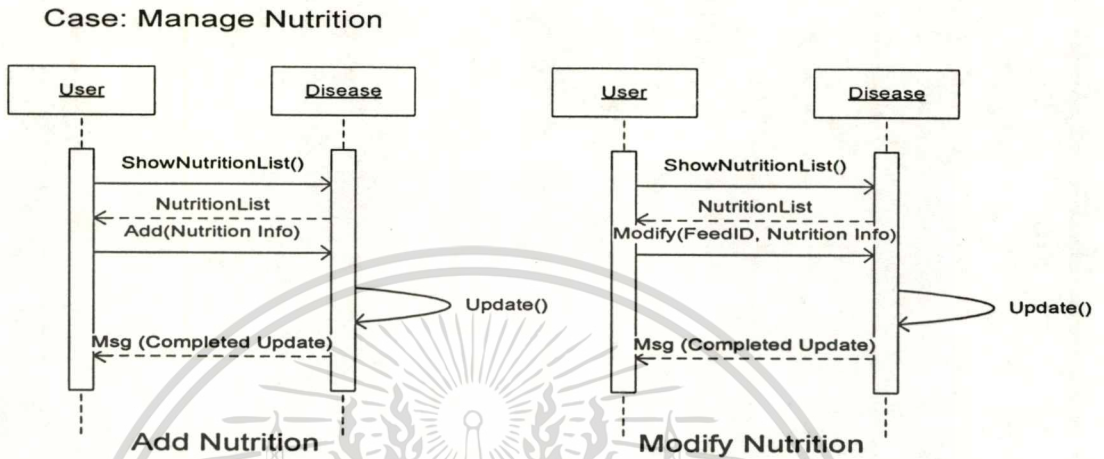 Case: Manage Nutrition
User
Disease
ShowNutritionList()
NutritionList
Add(Nutrition Info)
Update()
Msg (Completed Update)
Add Nutrition
User
Disease
ShowNutritionList()
NutritionList
Modify(FeedID, Nutrition Info)
Update()
Msg (Completed Update)
Modify Nutrition